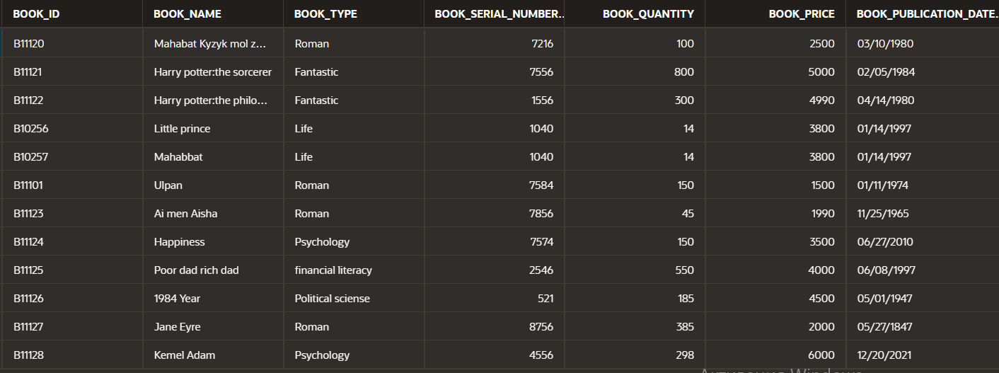 BOOK_ID BOOK_NAME BOOK_TYPE BOOK_SERIAL_NUMBER... BOOK_QUANTITY BOOK_PRICE BOOK_PUBLICATION_DATE...
B11120 Mahabat Kyzyk mol z... Roman 7216 100 2500 03/10/1980
B11121 Harry potter:the sorcerer Fantastic 7556 800 5000 02/05/1984
B11122 Harry potter:the philo... Fantastic 1556 300 4990 04/14/1980
B10256 Little prince Life 1040 14 3800 01/14/1997
B10257 Mahabbat Life 1040 14 3800 01/14/1997
B11101 Ulpan Roman 7584 150 1500 01/11/1974
B11123 Ai men Aisha Roman 7856 45 1990 11/25/1965
B11124 Happiness Psychology 7574 150 3500 06/27/2010
B11125 Poor dad rich dad financial literacy 2546 550 4000 06/08/1997
B11126 1984 Year Political sciense 521 185 4500 05/01/1947
B11127 Jane Eyre Roman 8756 385 2000 05/27/1847
B11128 Kemel Adam Psychology 4556 298 6000 12/20/2021
Активация Windows